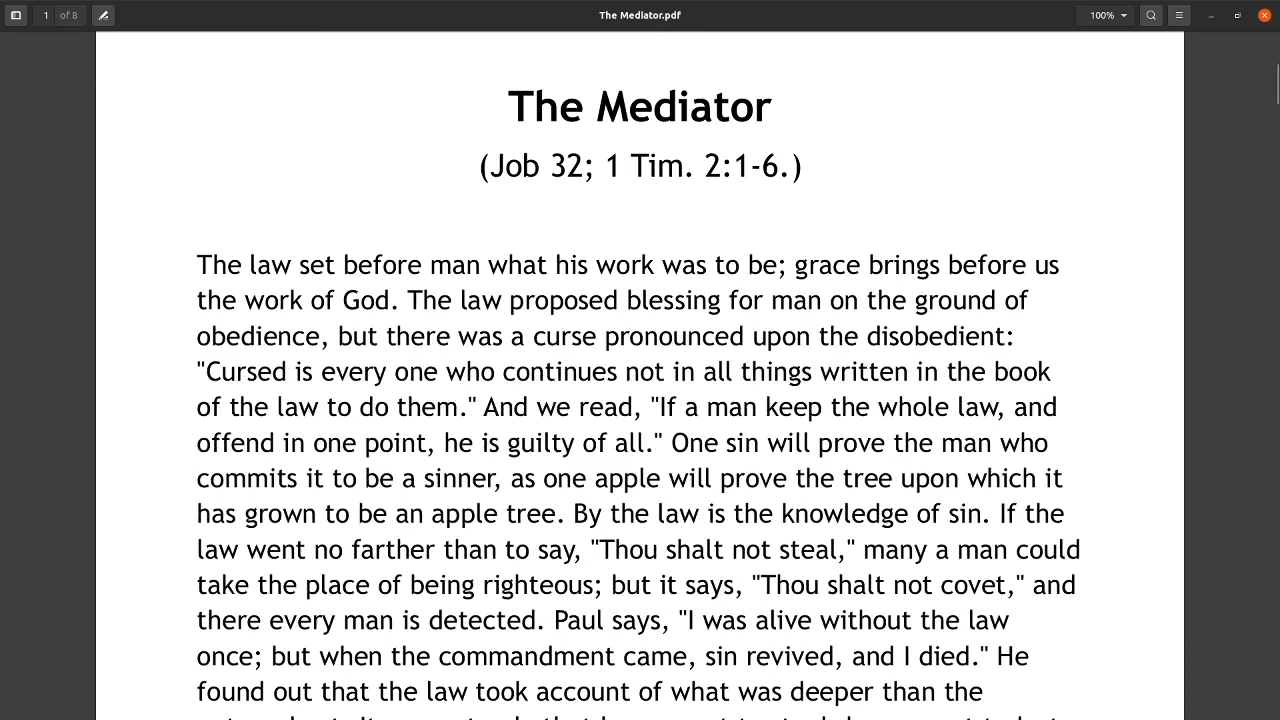 1 of 8
The Mediator.pdf
100%
The Mediator
(Job 32; 1 Tim. 2:1-6.)
The law set before man what his work was to be; grace brings before us
the work of God. The law proposed blessing for man on the ground of
obedience, but there was a curse pronounced upon the disobedient:
"Cursed is every one who continues not in all things written in the book
of the law to do them." And we read, "If a man keep the whole law, and
offend in one point, he is guilty of all." One sin will prove the man who
commits it to be a sinner, as one apple will prove the tree upon which it
has grown to be an apple tree. By the law is the knowledge of sin. If the
law went no farther than to say, "Thou shalt not steal," many a man could
take the place of being righteous; but it says, "Thou shalt not covet," and
there every man is detected. Paul says, "I was alive without the law
once; but when the commandment came, sin revived, and I died." He
found out that the law took account of what was deeper than the